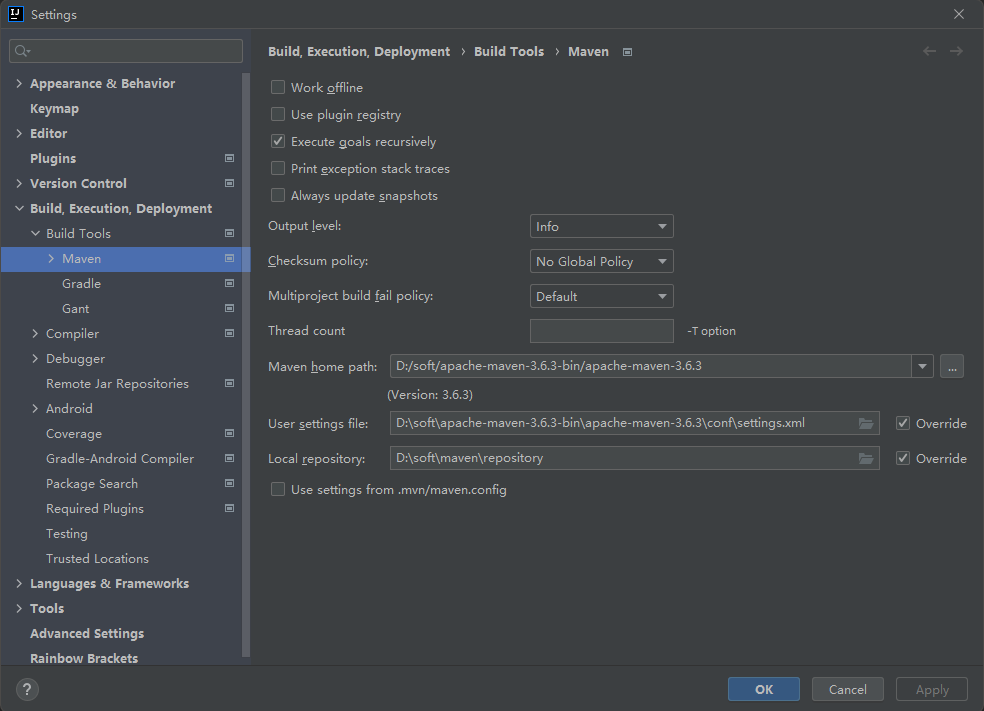 Settings
Appearance & Behavior
Keymap
Editor
Plugins
Version Control
Build, Execution, Deployment
Build Tools
Maven
Gradle
Gant
Compiler
Debugger
Remote Jar Repositories
Android
Coverage
Gradle-Android Compiler
Package Search
Required Plugins
Testing
Trusted Locations
Languages & Frameworks
Tools
Advanced Settings
Rainbow Brackets
Build, Execution, Deployment › Build Tools › Maven
Work offline
Use plugin registry
Execute goals recursively
Print exception stack traces
Always update snapshots
Output level: Info
Checksum policy: No Global Policy
Multiproject build fail policy: Default
Thread count -T option
Maven home path: D:/soft/apache-maven-3.6.3-bin/apache-maven-3.6.3 ...
(Version: 3.6.3)
User settings file: D:\soft\apache-maven-3.6.3-bin\apache-maven-3.6.3\conf\settings.xml Override
Local repository: D:\soft\maven\repository Override
Use settings from .mvn/maven.config
? OK Cancel Apply